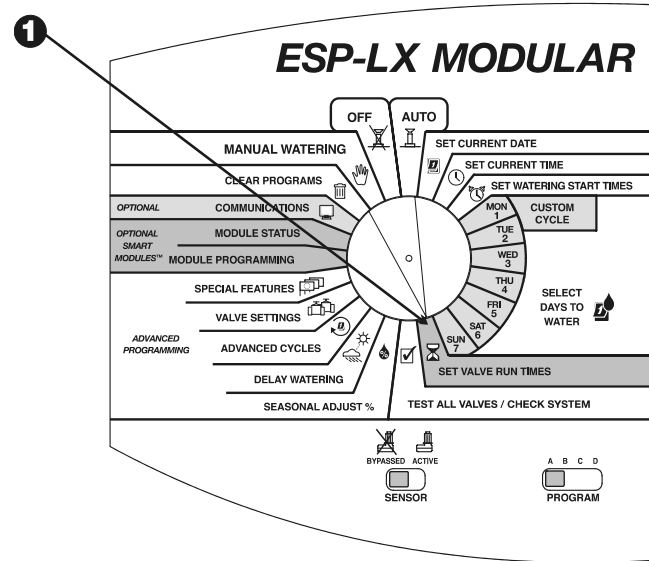 1
ESP-LX MODULAR
OFF
AUTO
MANUAL WATERING
CLEAR PROGRAMS
OPTIONAL
COMMUNICATIONS
OPTIONAL
SMART
MODULES™
MODULE STATUS
MODULE PROGRAMMING
SPECIAL FEATURES
VALVE SETTINGS
ADVANCED
PROGRAMMING
ADVANCED CYCLES
DELAY WATERING
SEASONAL ADJUST %
SET CURRENT DATE
SET CURRENT TIME
SET WATERING START TIMES
MON
1
CUSTOM
CYCLE
TUE
2
WED
3
THU
4
FRI
5
SAT
6
SUN
7
SELECT
DAYS TO
WATER
SET VALVE RUN TIMES
TEST ALL VALVES / CHECK SYSTEM
%
BYPASSED ACTIVE
SENSOR
A B C D
PROGRAM